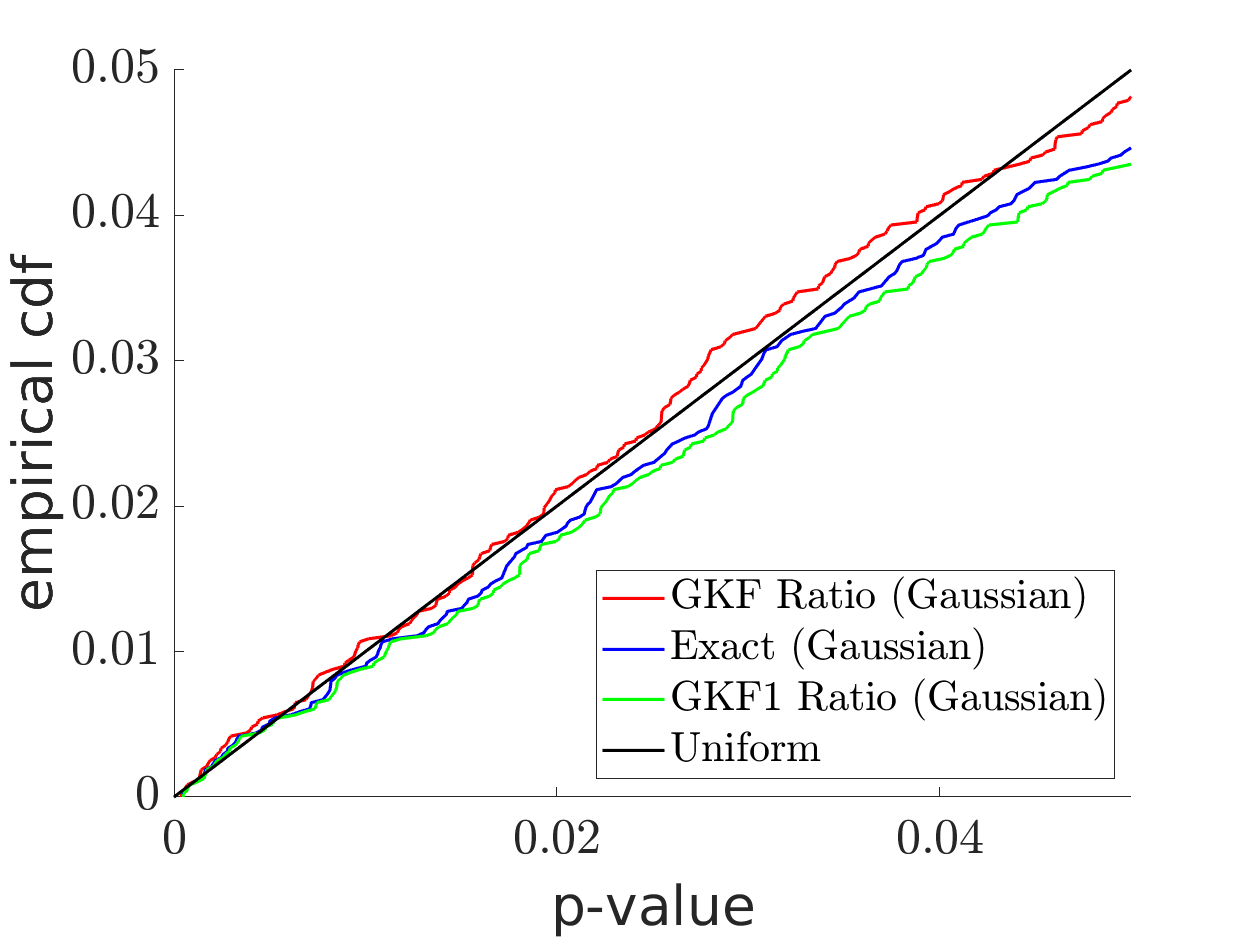 0.05
0.04
0.03
0.02
0.01
0
empirical cdf
GKF Ratio (Gaussian)
Exact (Gaussian)
GKF1 Ratio (Gaussian)
Uniform
0 0.02 0.04
p-value